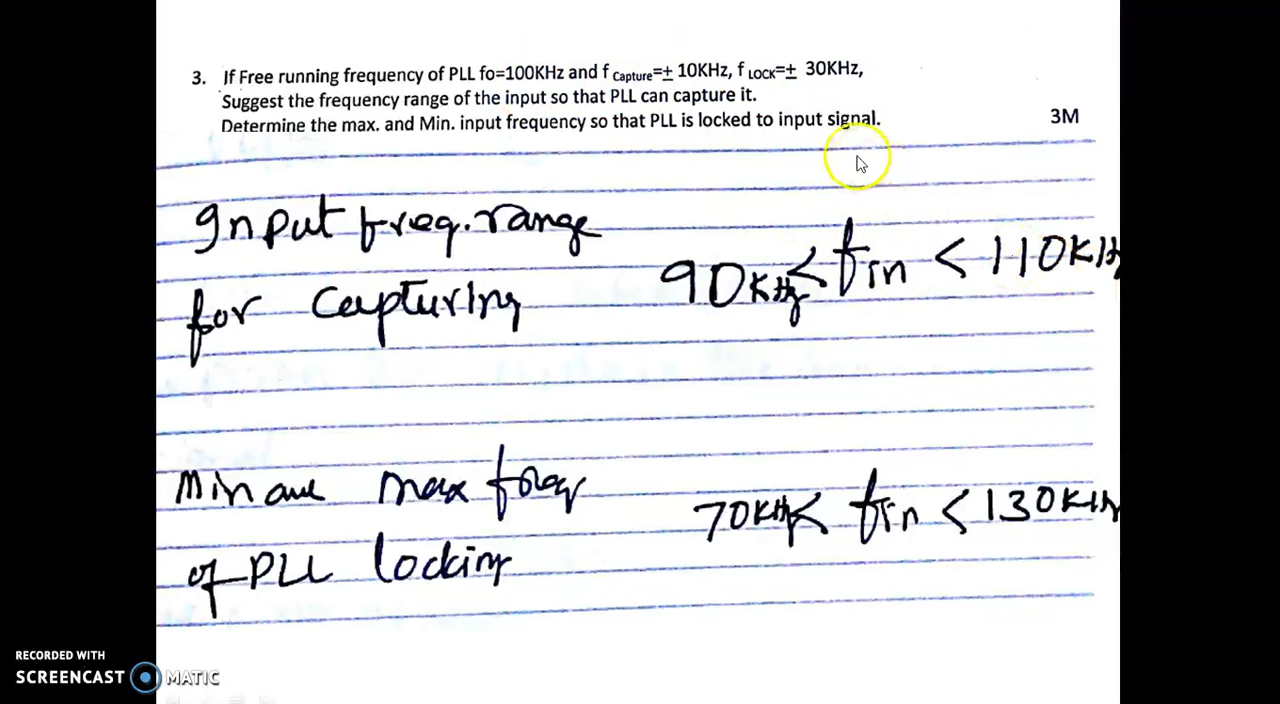 3. If Free running frequency of PLL fo=100KHz and f Capture=± 10KHz, f LOCK=± 30KHz,
Suggest the frequency range of the input so that PLL can capture it.
Determine the max. and Min. input frequency so that PLL is locked to input signal. 3M
Input freq. range
for capturing
90KHz < fin < 110KHz
Min and max freq
of PLL locking
70KHz < fin < 130KHz
RECORDED WITH
SCREENCAST MATIC